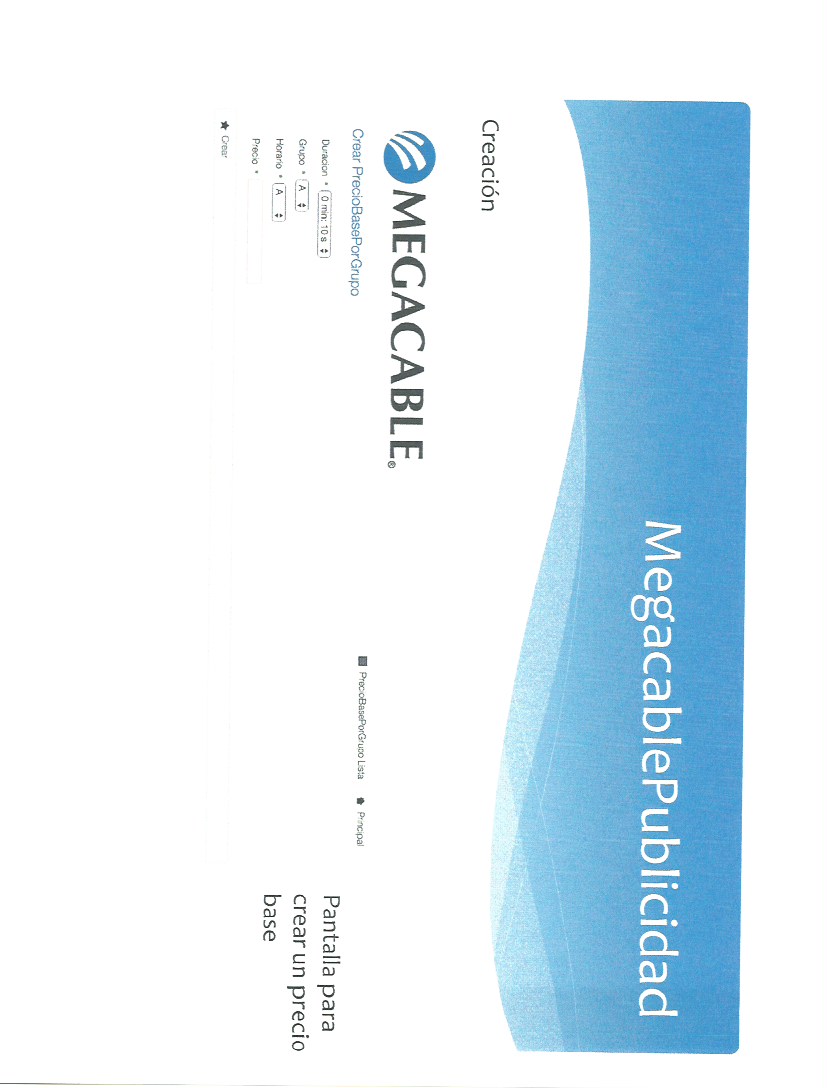 MegacablePublicidad
Creación
MEGACABLE®
Crear PrecioBasePorGrupo
PrecioBasePorGrupo Lista
Principal
Duracion * 0 min: 10 s
Grupo * A
Horario * A
Precio *
Crear
Pantalla para
crear un precio
base